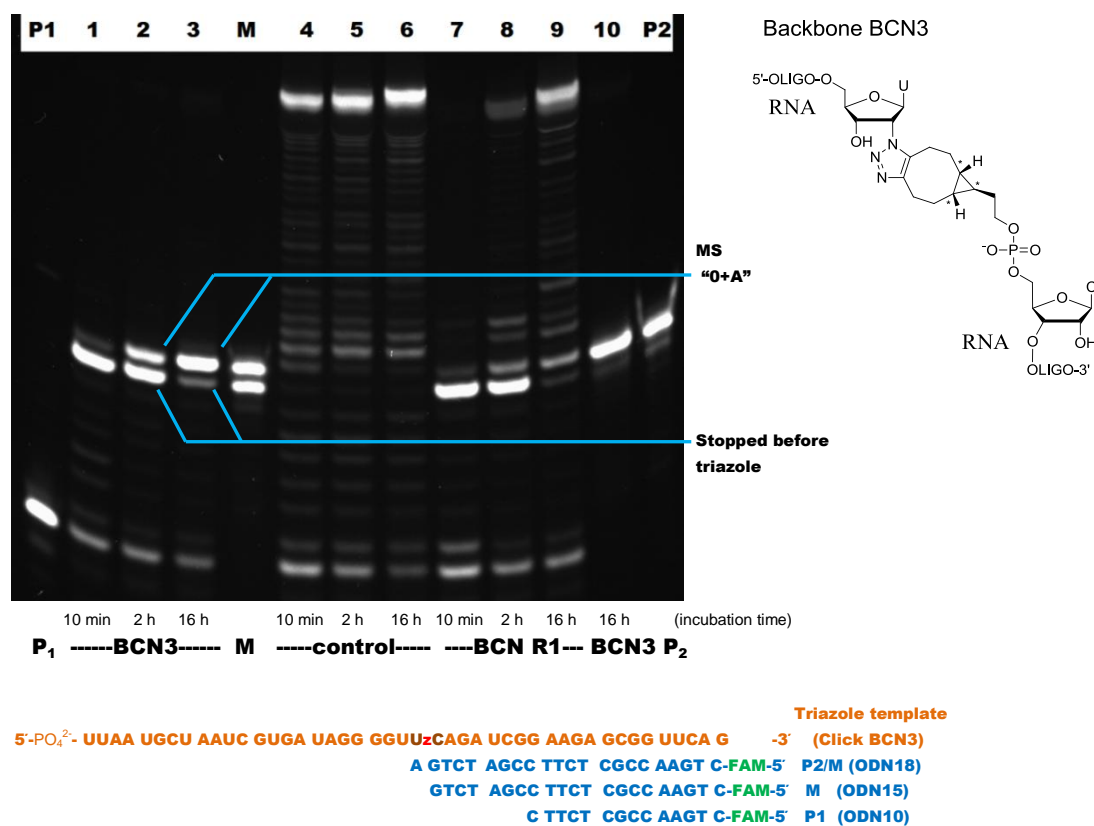 P1 1 2 3 M 4 5 6 7 8 9 10 P2
Backbone BCN3
5'-OLIGO-O
O
U
RNA
OH
N
N
N
H
*
*
*
H
O
-O-P=O
O
O
RNA
O
OH
OLIGO-3'
MS
"0+A"
Stopped before
triazole
10 min 2 h 16 h 10 min 2 h 16 h 10 min 2 h 16 h 16 h (incubation time)
P1 ------BCN3------ M -----control----- ----BCN R1--- BCN3 P2
Triazole template
5´-PO4 2- - UUAA UGCU AAUC GUGA UAGG GGUUzCAGA UCGG AAGA GCGG UUCA G -3´ (Click BCN3)
A GTCT AGCC TTCT CGCC AAGT C-FAM-5´ P2/M (ODN18)
GTCT AGCC TTCT CGCC AAGT C-FAM-5´ M (ODN15)
C TTCT CGCC AAGT C-FAM-5´ P1 (ODN10)